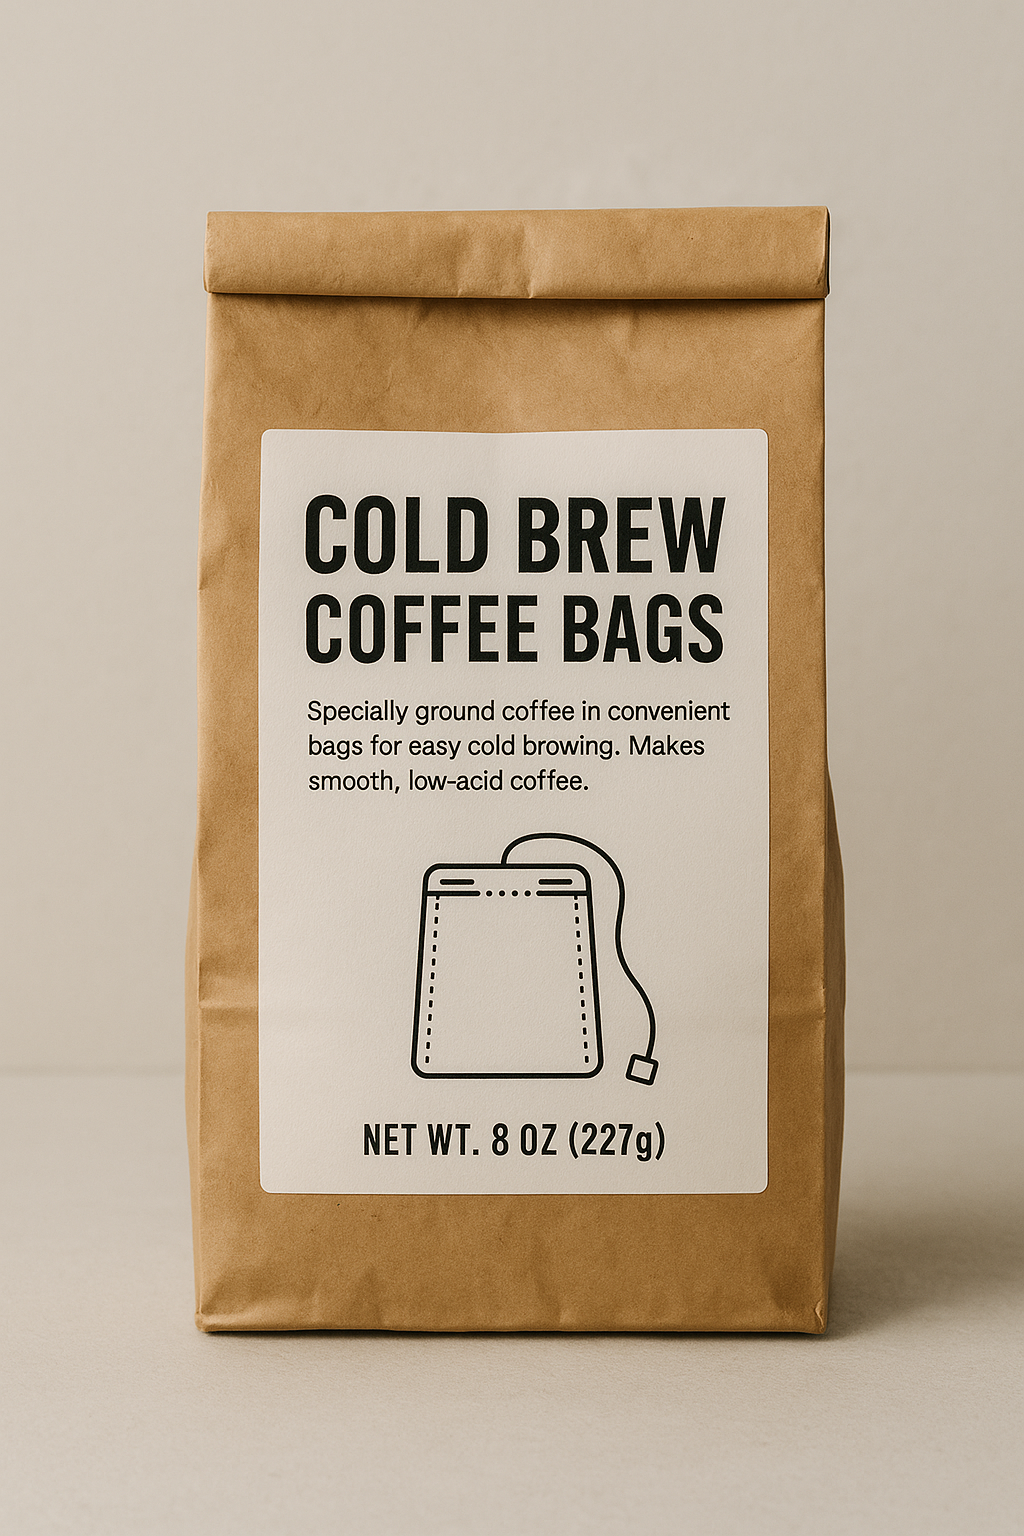 COLD BREW
COFFEE BAGS
Specially ground coffee in convenient
bags for easy cold browing. Makes
smooth, low-acid coffee.
NET WT. 8 OZ (227g)